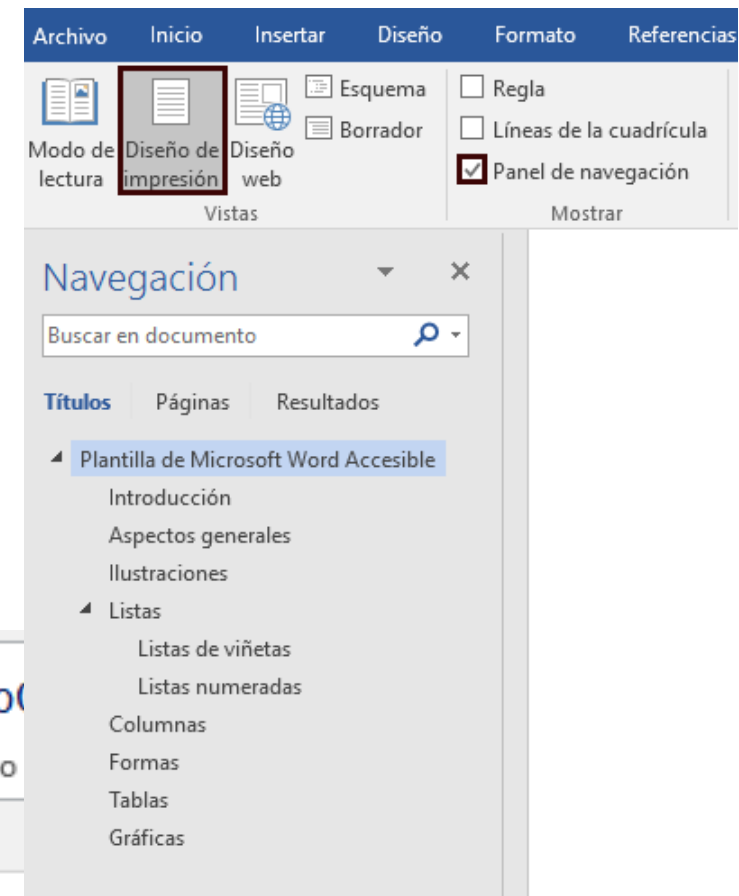 Archivo Inicio Insertar Diseño Formato Referencias
Modo de lectura
Diseño de impresión
Diseño web
Esquema
Borrador
Vistas
Regla
Líneas de la cuadrícula
Panel de navegación
Mostrar
Navegación
Buscar en documento
Títulos Páginas Resultados
Plantilla de Microsoft Word Accesible
Introducción
Aspectos generales
Ilustraciones
Listas
Listas de viñetas
Listas numeradas
Columnas
Formas
Tablas
Gráficas